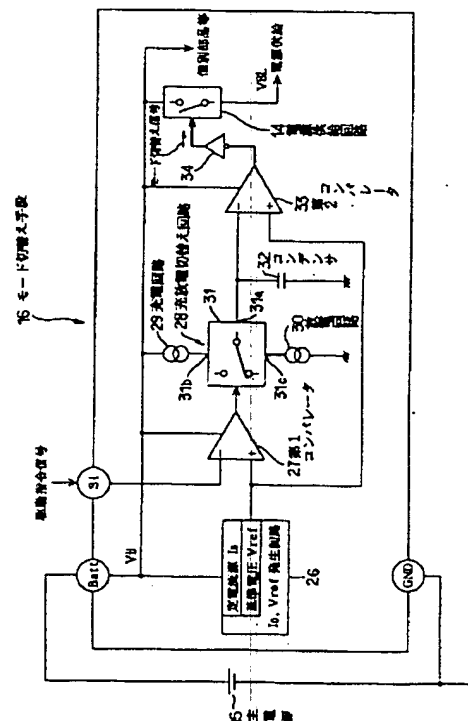 16 モード切替え手段
駆動指令信号
Batt
SI
VB
29 充電回路
28 充放電切替え回路
31
31a
31b
31c
30
モード切替え信号
34
個別部品等
VBL
電源供給
14 電源供給回路
33 第2
コンパレータ
32 コンデンサ
27 第1
コンパレータ
定電流源 Io
基準電圧 Vref
Io, Vref 発生回路
26
GND
主電源